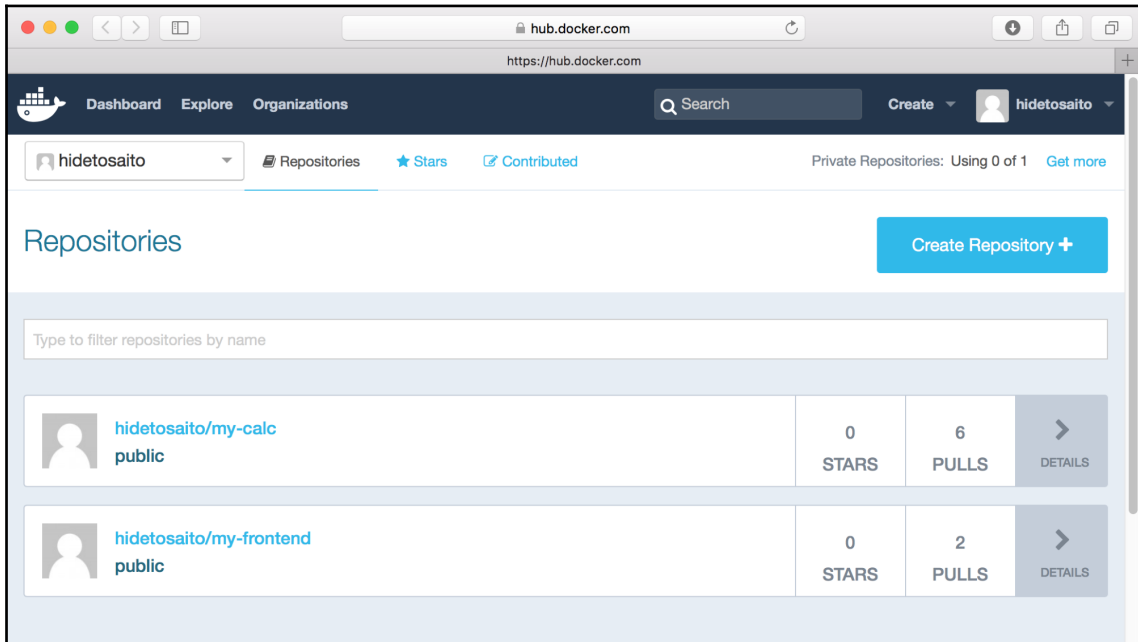 hub.docker.com
https://hub.docker.com
+
Dashboard Explore Organizations Search Create hidetosaito
hidetosaito Repositories Stars Contributed Private Repositories: Using 0 of 1 Get more
Repositories
Create Repository +
Type to filter repositories by name
hidetosaito/my-calc
public
0
STARS
6
PULLS
DETAILS
hidetosaito/my-frontend
public
0
STARS
2
PULLS
DETAILS